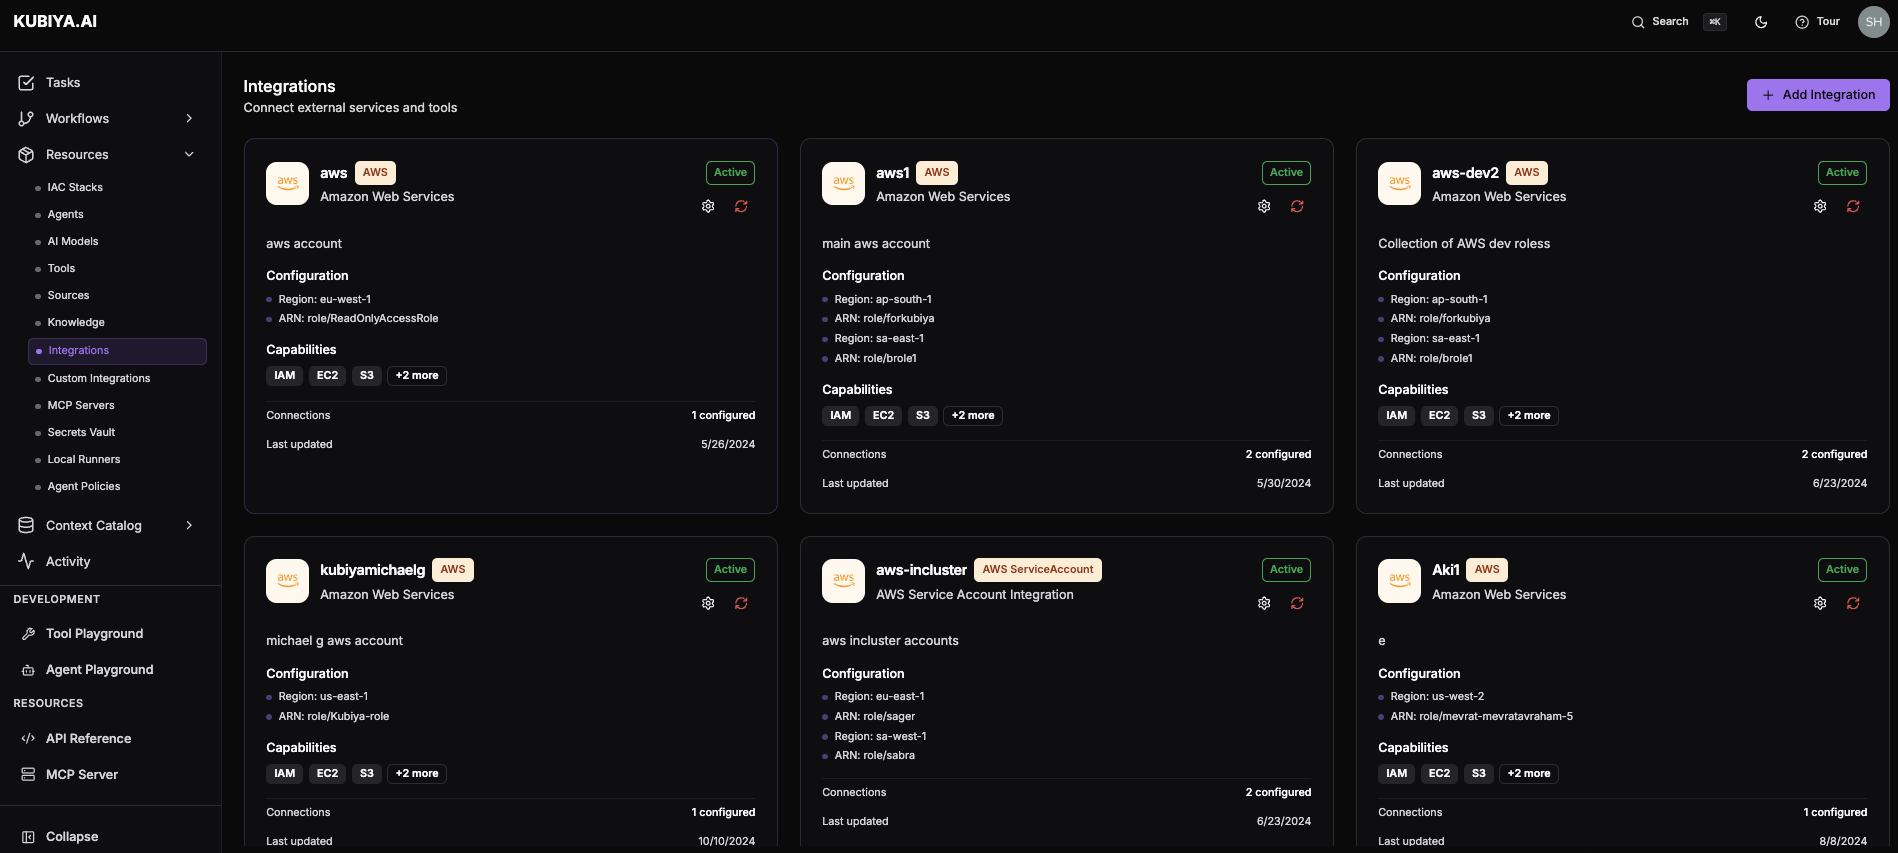 KUBIYA.AI
Search
⌘K
Tour
SH
Tasks
Workflows
Resources
IAC Stacks
Agents
AI Models
Tools
Sources
Knowledge
Integrations
Custom Integrations
MCP Servers
Secrets Vault
Local Runners
Agent Policies
Context Catalog
Activity
DEVELOPMENT
Tool Playground
Agent Playground
RESOURCES
API Reference
MCP Server
Collapse
Integrations
Connect external services and tools
+ Add Integration
aws
aws AWS
Active
Amazon Web Services
aws account
Configuration
Region: eu-west-1
ARN: role/ReadOnlyAccessRole
Capabilities
IAM EC2 S3 +2 more
Connections 1 configured
Last updated 5/26/2024
aws
aws1 AWS
Active
Amazon Web Services
main aws account
Configuration
Region: ap-south-1
ARN: role/forkubiya
Region: sa-east-1
ARN: role/brole1
Capabilities
IAM EC2 S3 +2 more
Connections 2 configured
Last updated 5/30/2024
aws
aws-dev2 AWS
Active
Amazon Web Services
Collection of AWS dev roless
Configuration
Region: ap-south-1
ARN: role/forkubiya
Region: sa-east-1
ARN: role/brole1
Capabilities
IAM EC2 S3 +2 more
Connections 2 configured
Last updated 6/23/2024
aws
kubiyamichaelg AWS
Active
Amazon Web Services
michael g aws account
Configuration
Region: us-east-1
ARN: role/Kubiya-role
Capabilities
IAM EC2 S3 +2 more
Connections 1 configured
Last updated 10/10/2024
aws
aws-incluster AWS ServiceAccount
Active
AWS Service Account Integration
aws incluster accounts
Configuration
Region: eu-east-1
ARN: role/sager
Region: sa-west-1
ARN: role/sabra
Connections 2 configured
Last updated 6/23/2024
aws
Aki1 AWS
Active
Amazon Web Services
e
Configuration
Region: us-west-2
ARN: role/mevrat-mevratavraham-5
Capabilities
IAM EC2 S3 +2 more
Connections 1 configured
Last updated 8/8/2024